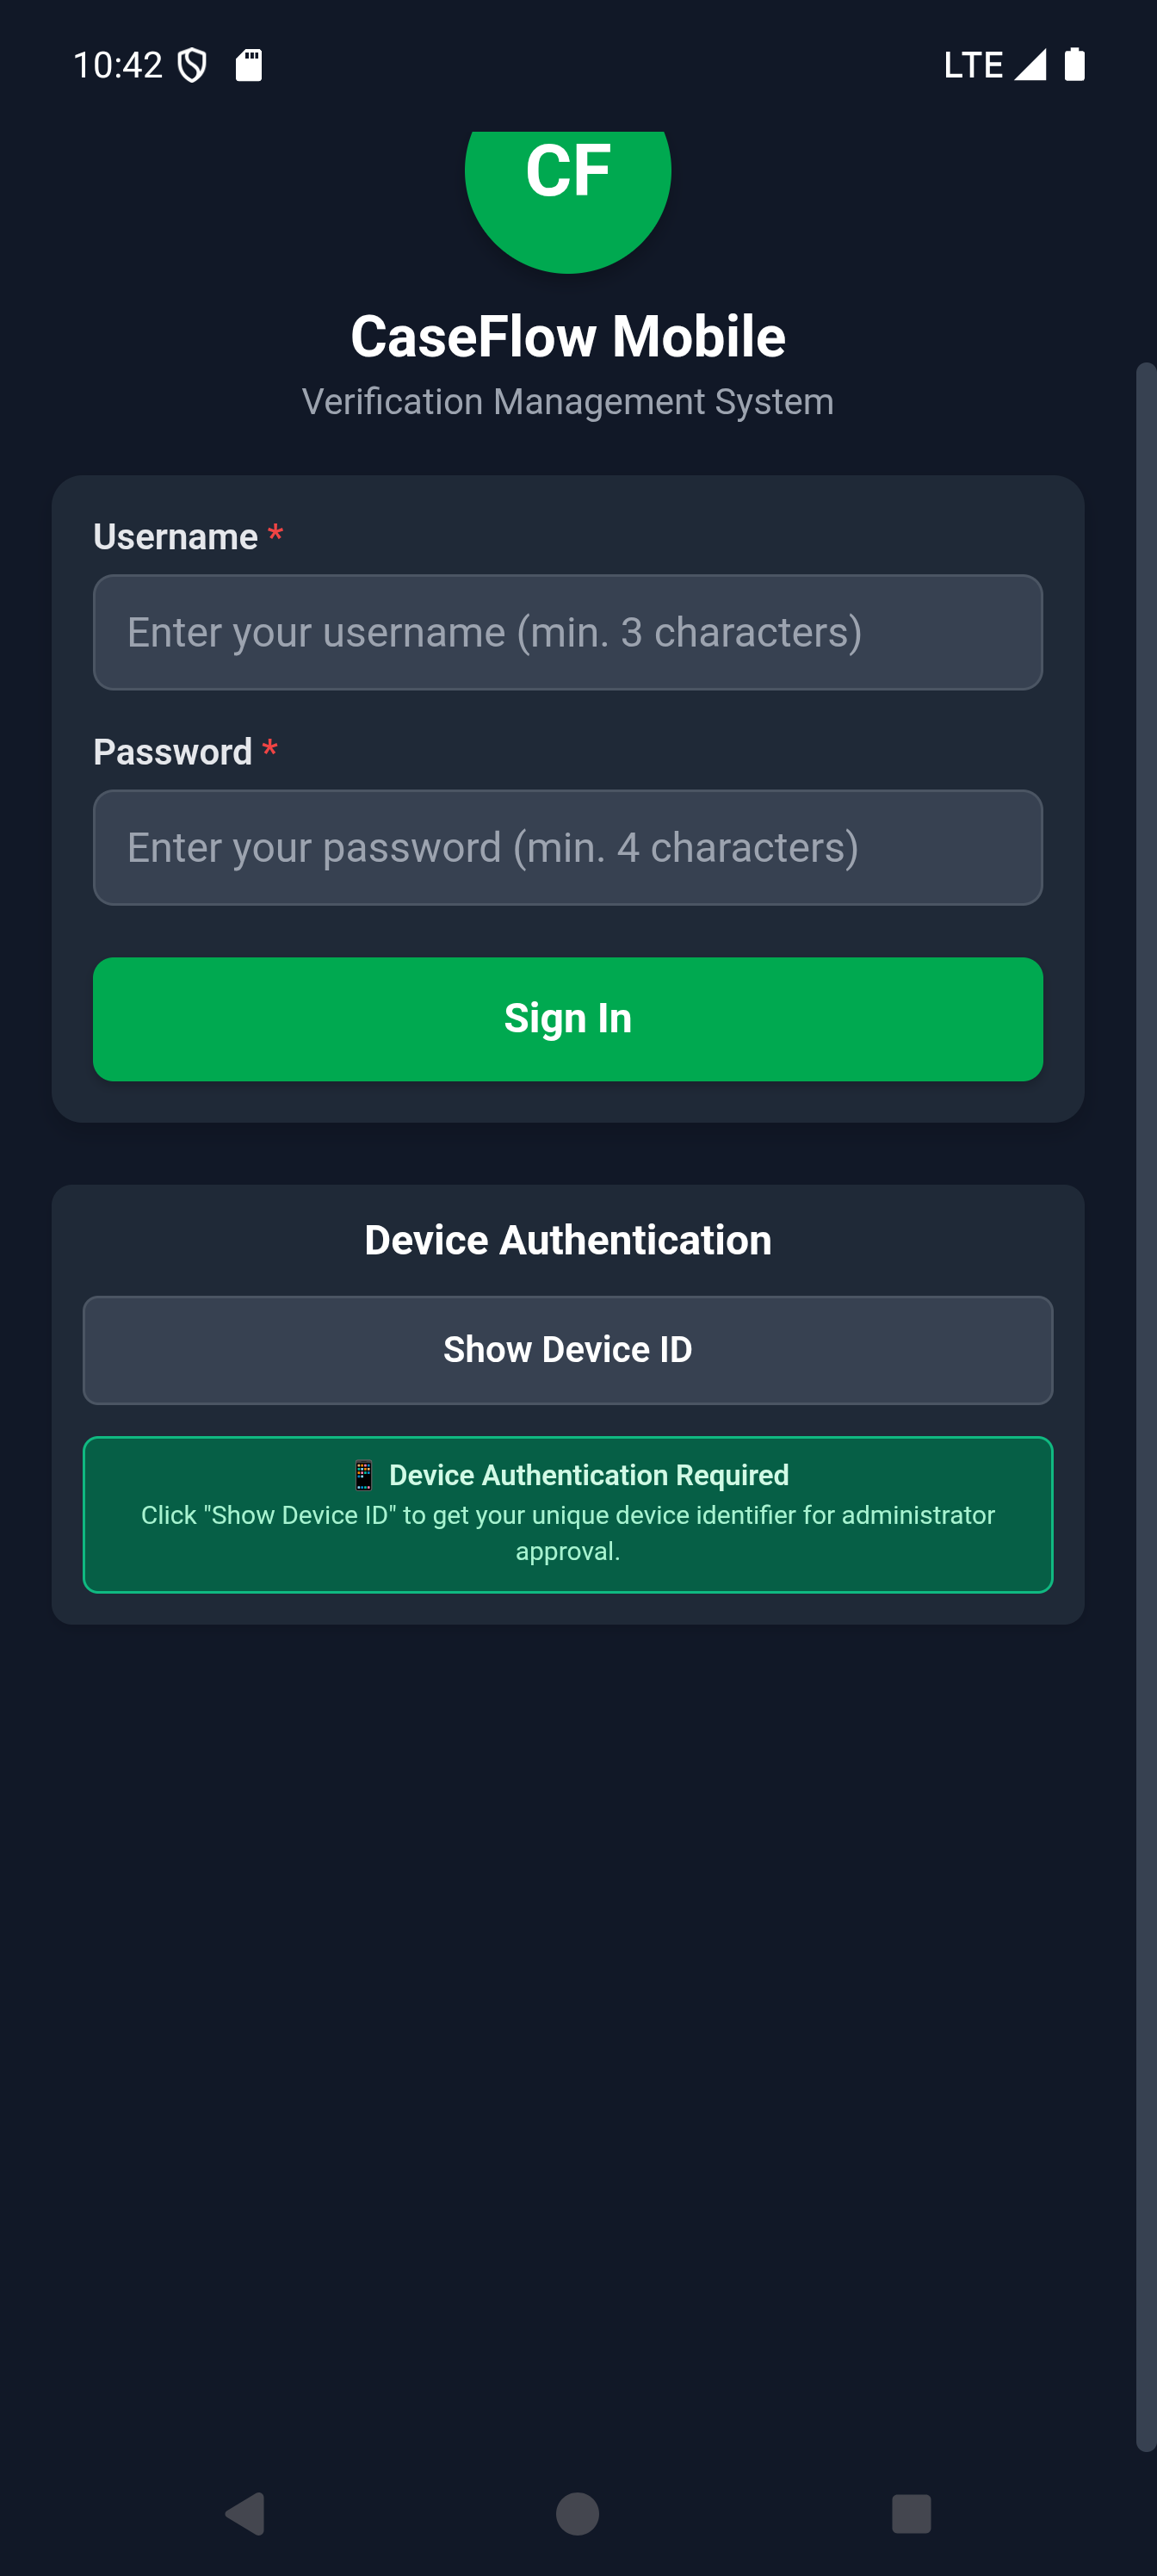 10:42
LTE
CF
CaseFlow Mobile
Verification Management System
Username *
Enter your username (min. 3 characters)
Password *
Enter your password (min. 4 characters)
Sign In
Device Authentication
Show Device ID
📱 Device Authentication Required
Click "Show Device ID" to get your unique device identifier for administrator
approval.